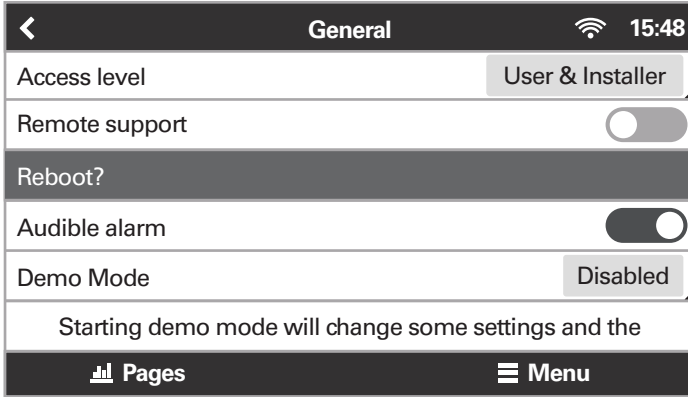 General 15:48
Access level User & Installer
Remote support
Reboot?
Audible alarm
Demo Mode Disabled
Starting demo mode will change some settings and the
Pages Menu